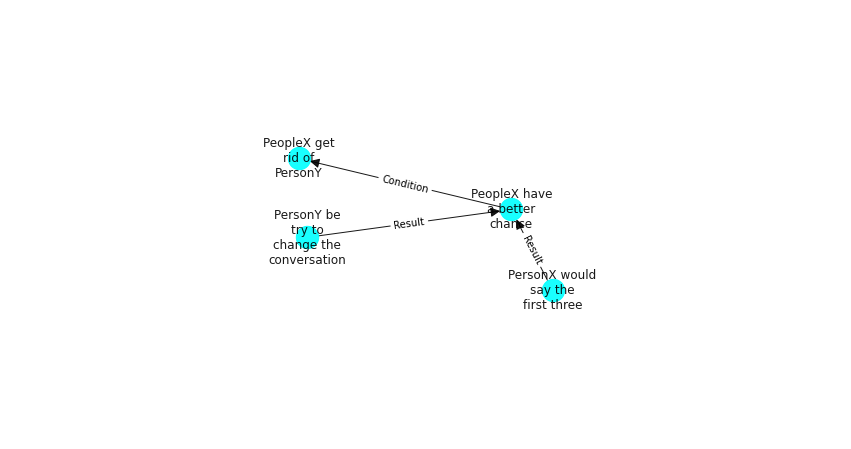 PeopleX get
rid of
PersonY
Condition
PeopleX have
a better
chance
PersonY be
try to
change the
conversation
Result
Result
PersonX would
say the
first three